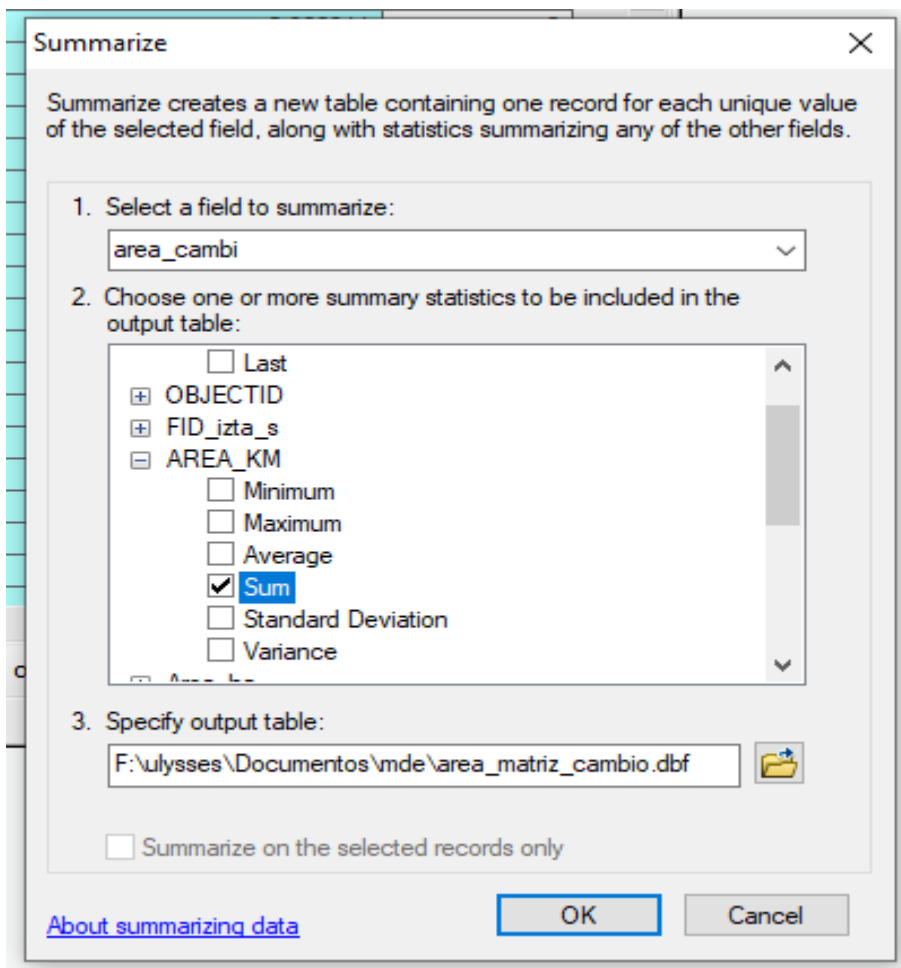 Summarize
Summarize creates a new table containing one record for each unique value
of the selected field, along with statistics summarizing any of the other fields.
1. Select a field to summarize:
area_cambi
2. Choose one or more summary statistics to be included in the
output table:
Last
OBJECTID
FID_izta_s
AREA_KM
Minimum
Maximum
Average
Sum
Standard Deviation
Variance
3. Specify output table:
F:\ulysses\Documentos\mde\area_matriz_cambio.dbf
Summarize on the selected records only
About summarizing data
OK
Cancel